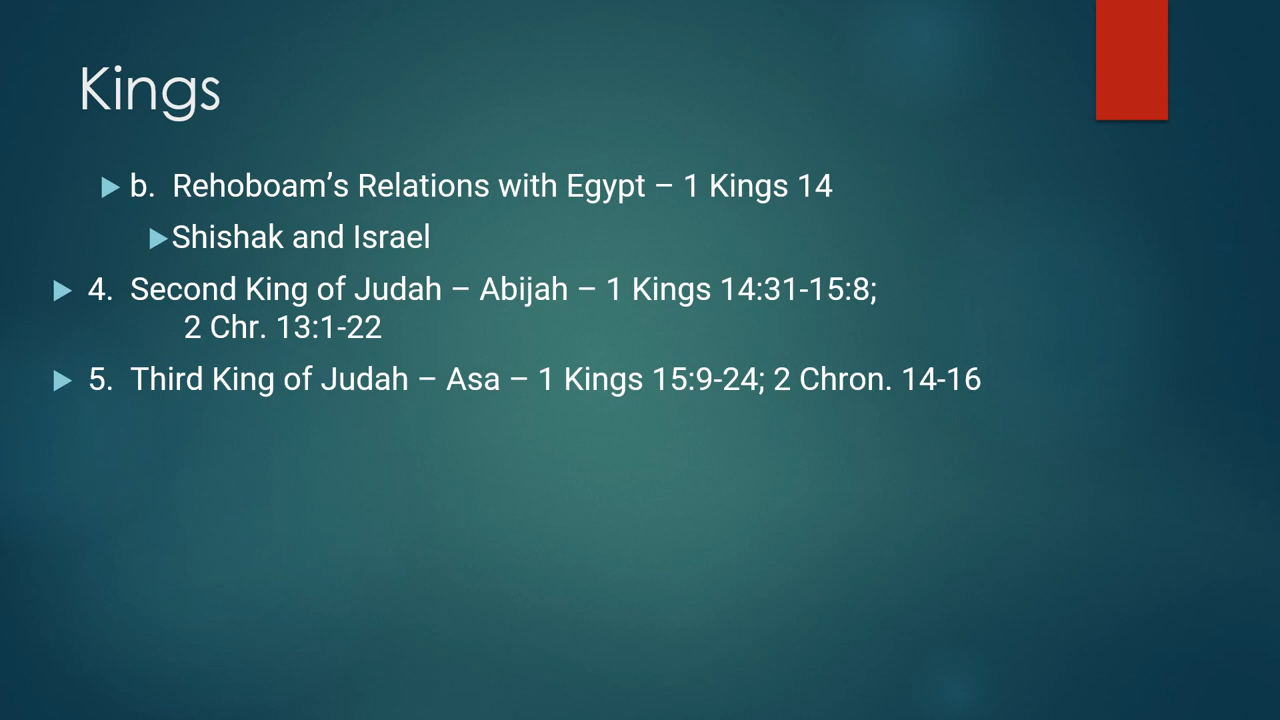 Kings
b. Rehoboam’s Relations with Egypt – 1 Kings 14
Shishak and Israel
4. Second King of Judah – Abijah – 1 Kings 14:31-15:8;
2 Chr. 13:1-22
5. Third King of Judah – Asa – 1 Kings 15:9-24; 2 Chron. 14-16